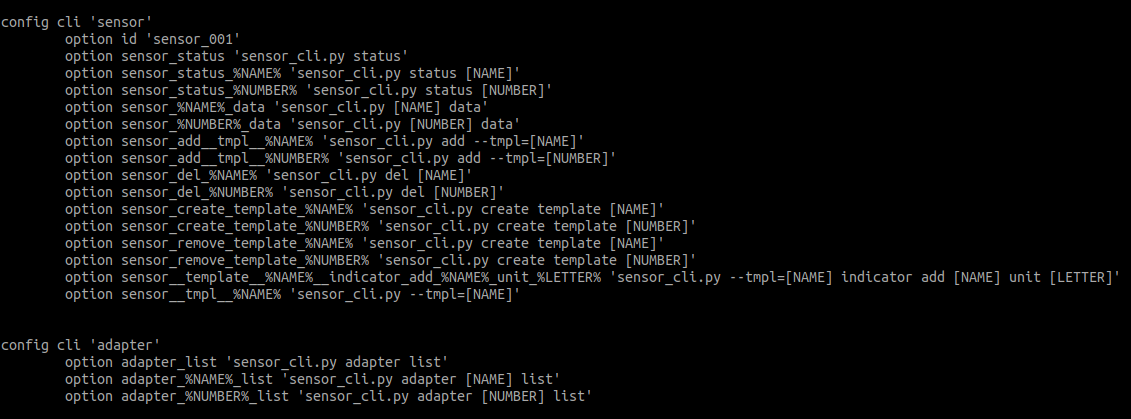 config cli 'sensor'
option id 'sensor_001'
option sensor_status 'sensor_cli.py status'
option sensor_status_%NAME% 'sensor_cli.py status [NAME]'
option sensor_status_%NUMBER% 'sensor_cli.py status [NUMBER]'
option sensor_%NAME%_data 'sensor_cli.py [NAME] data'
option sensor_%NUMBER%_data 'sensor_cli.py [NUMBER] data'
option sensor_add__tmpl__%NAME% 'sensor_cli.py add --tmpl=[NAME]'
option sensor_add__tmpl__%NUMBER% 'sensor_cli.py add --tmpl=[NUMBER]'
option sensor_del_%NAME% 'sensor_cli.py del [NAME]'
option sensor_del_%NUMBER% 'sensor_cli.py del [NUMBER]'
option sensor_create_template_%NAME% 'sensor_cli.py create template [NAME]'
option sensor_create_template_%NUMBER% 'sensor_cli.py create template [NUMBER]'
option sensor_remove_template_%NAME% 'sensor_cli.py create template [NAME]'
option sensor_remove_template_%NUMBER% 'sensor_cli.py create template [NUMBER]'
option sensor__template__%NAME%__indicator_add_%NAME%_unit_%LETTER% 'sensor_cli.py --tmpl=[NAME] indicator add [NAME] unit [LETTER]'
option sensor__tmpl__%NAME% 'sensor_cli.py --tmpl=[NAME]'
config cli 'adapter'
option adapter_list 'sensor_cli.py adapter list'
option adapter_%NAME%_list 'sensor_cli.py adapter [NAME] list'
option adapter_%NUMBER%_list 'sensor_cli.py adapter [NUMBER] list'